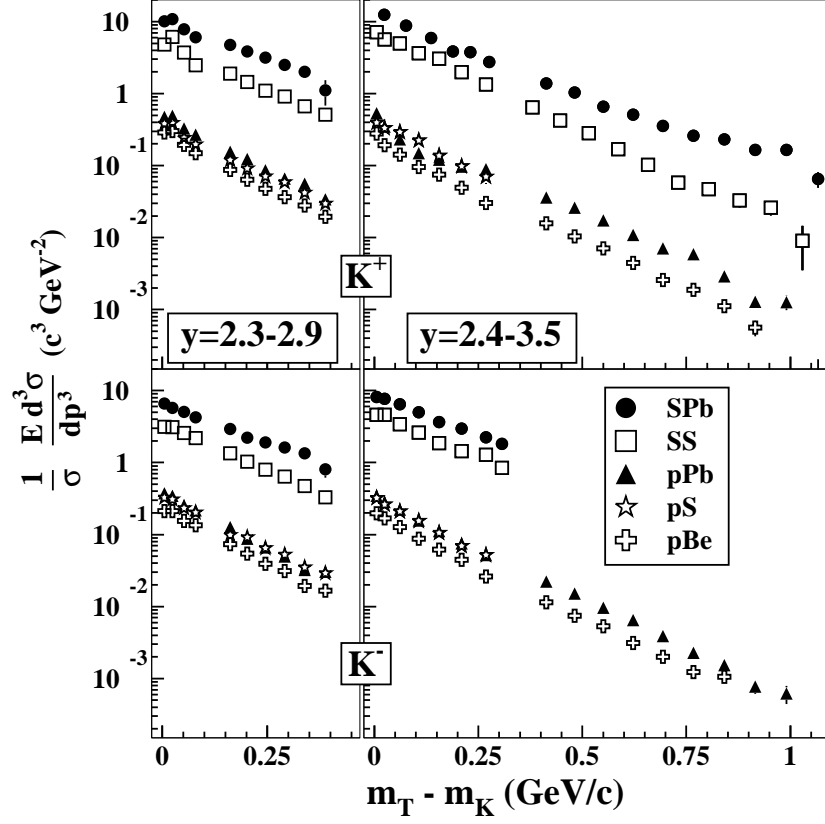 10
1
10 -1
10 -2
10 -3
K+
y=2.3-2.9
y=2.4-3.5
1/σ E d³σ/dp³ (c³ GeV⁻²)
10
1
10 -1
10 -2
10 -3
SPb
SS
pPb
pS
pBe
K-
0 0.25 0 0.25 0.5 0.75 1
m_T - m_K (GeV/c)